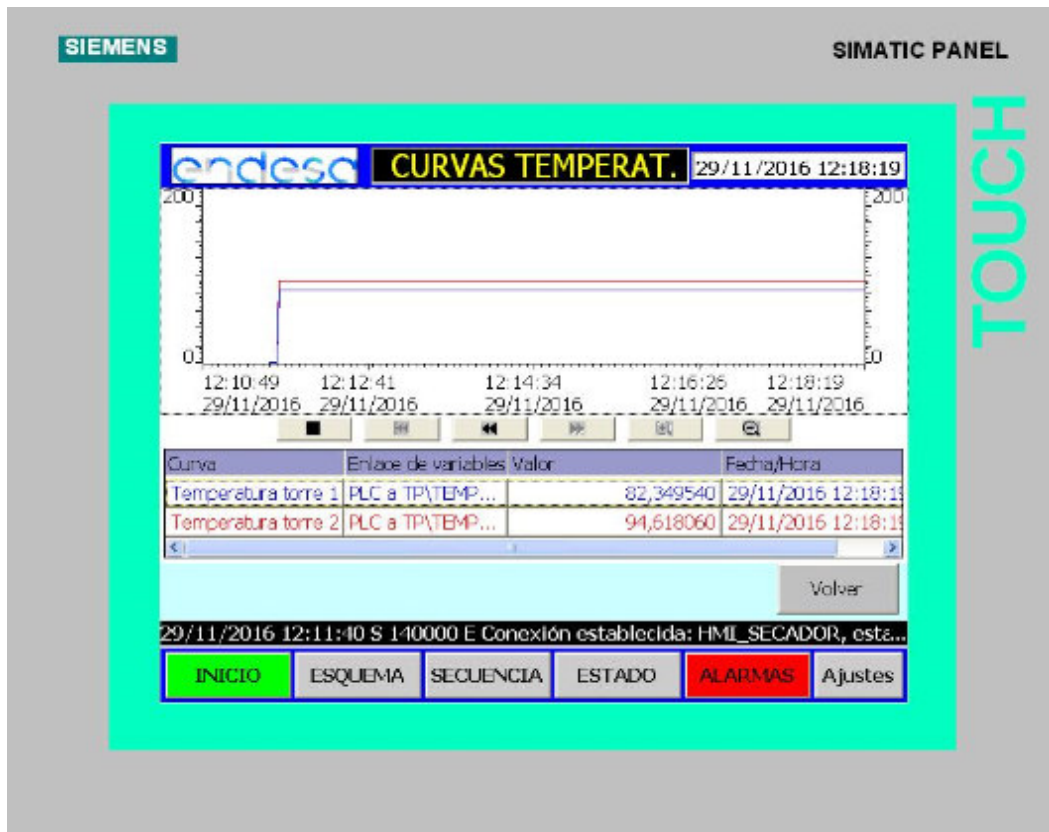 SIEMENS
SIMATIC PANEL
TOUCH
endesa CURVAS TEMPERAT. 29/11/2016 12:18:19
200 200
0 0
12:10:49 12:12:41 12:14:34 12:16:26 12:18:19
29/11/2016 29/11/2016 29/11/2016 29/11/2016 29/11/2016
Curva Enlace de variables Valor Fecha/Hora
Temperatura torre 1 PLC a TP\TEMP... 82,349540 29/11/2016 12:18:19
Temperatura torre 2 PLC a TP\TEMP... 94,618060 29/11/2016 12:18:19
Volver
29/11/2016 12:11:40 S 140000 E Conexión establecida: HMI_SECADOR, esta...
INICIO ESQUEMA SECUENCIA ESTADO ALARMAS Ajustes